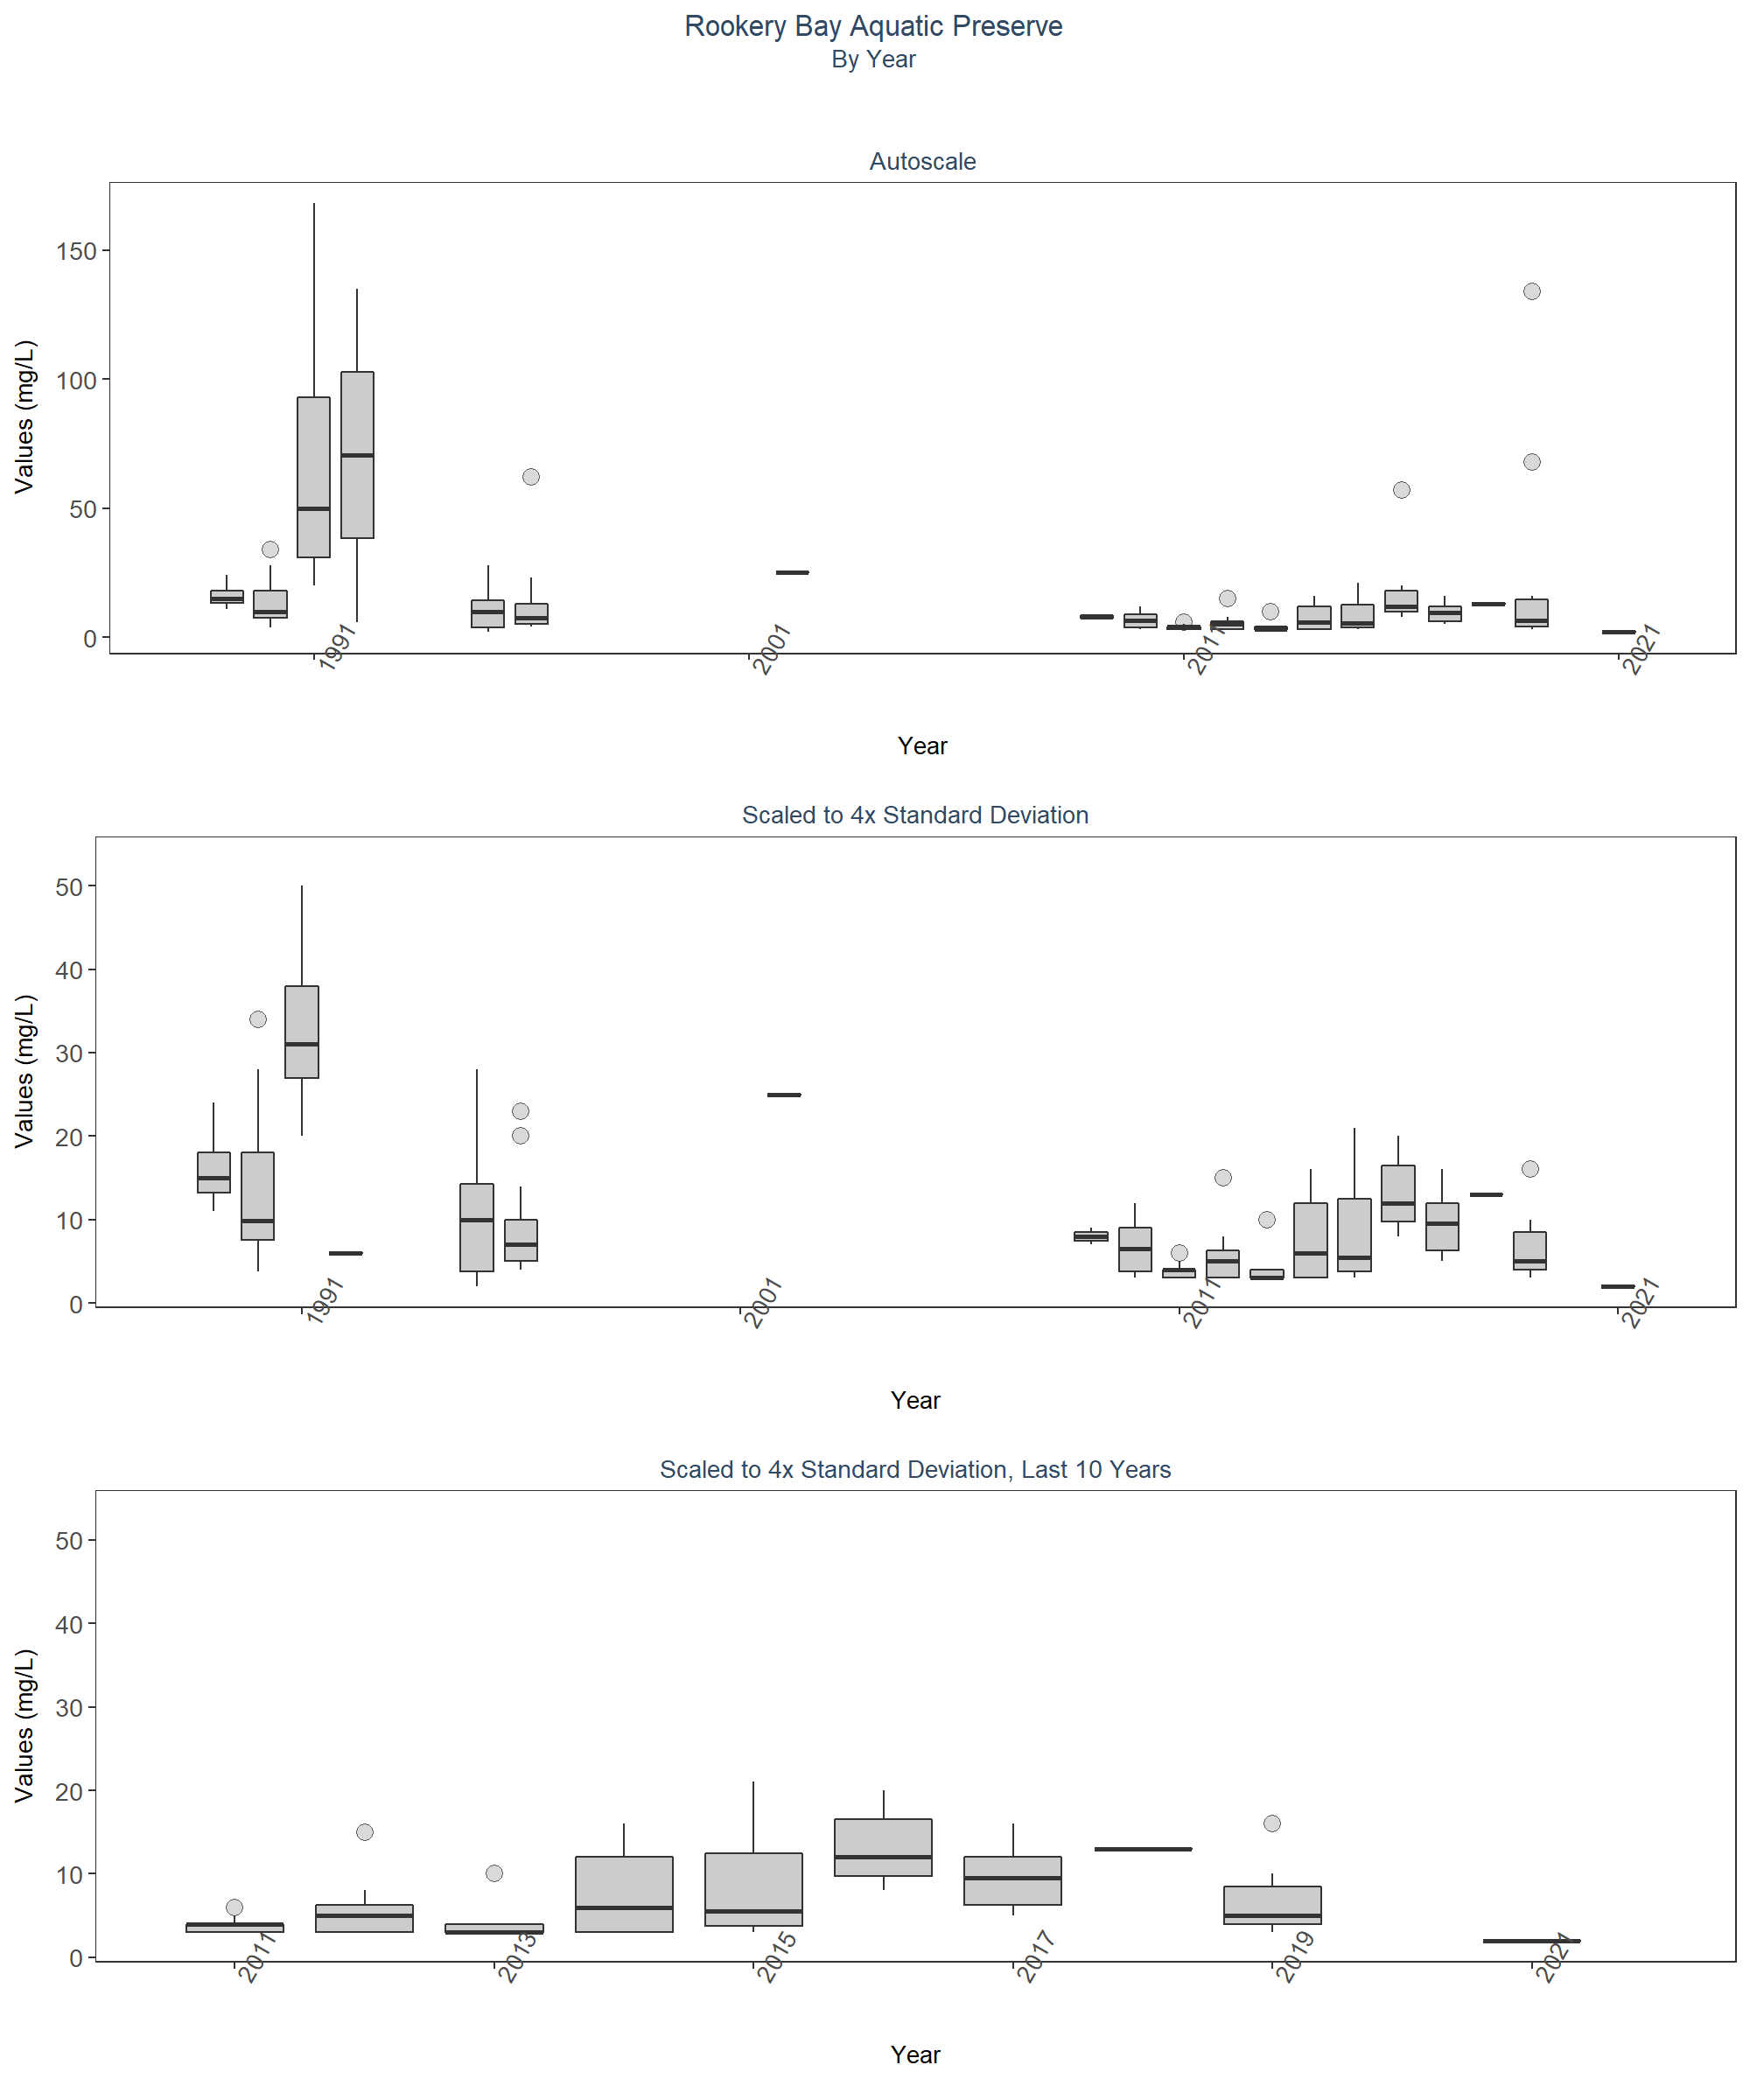 Rookery Bay Aquatic Preserve
By Year
Autoscale
Values (mg/L)
150
100
50
0
1991
2001
2011
2021
Year
Scaled to 4x Standard Deviation
Values (mg/L)
50
40
30
20
10
0
1991
2001
2011
2021
Year
Scaled to 4x Standard Deviation, Last 10 Years
Values (mg/L)
50
40
30
20
10
0
2011
2013
2015
2017
2019
2021
Year